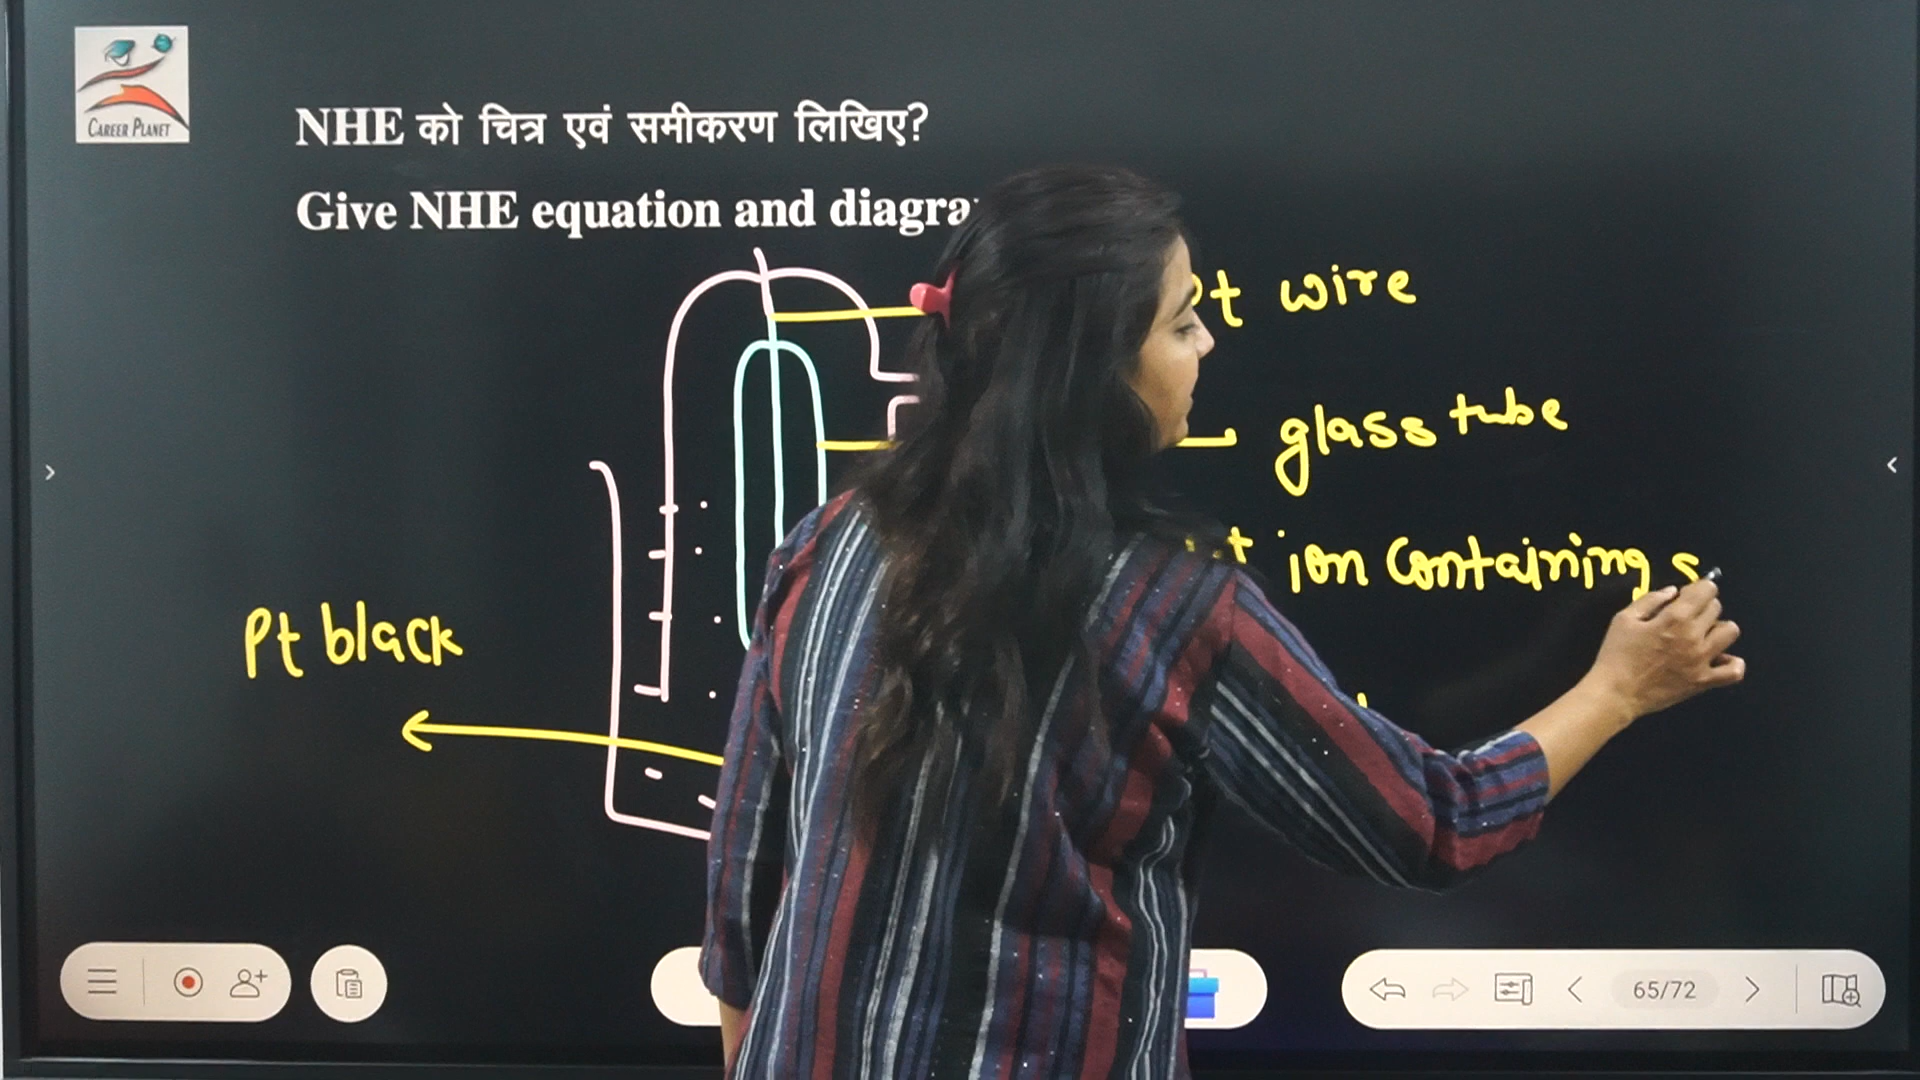 CAREER PLANET
NHE को चित्र एवं समीकरण लिखिए?
Give NHE equation and
Pt wire
glass tube
ion containing
Pt black
65/72